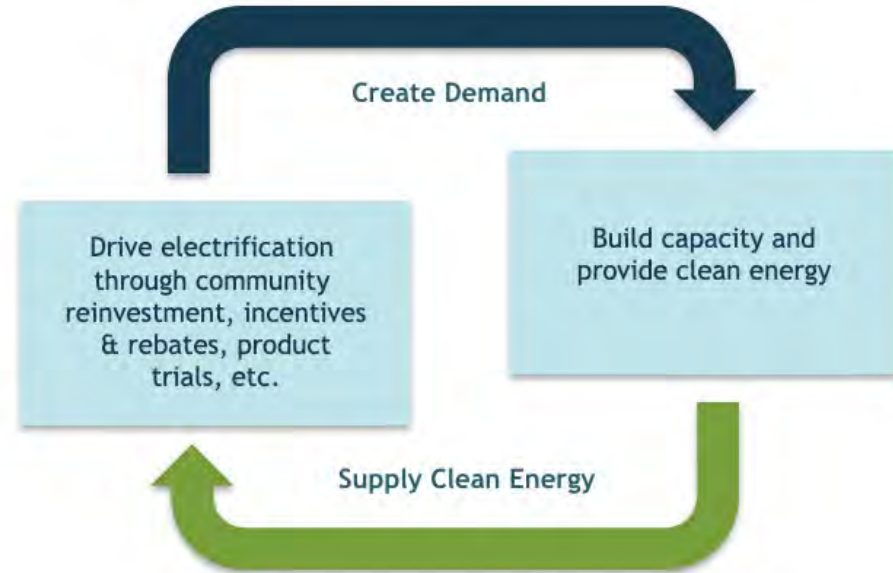 Create Demand
Drive electrification
through community
reinvestment, incentives
& rebates, product
trials, etc.
Build capacity and
provide clean energy
Supply Clean Energy